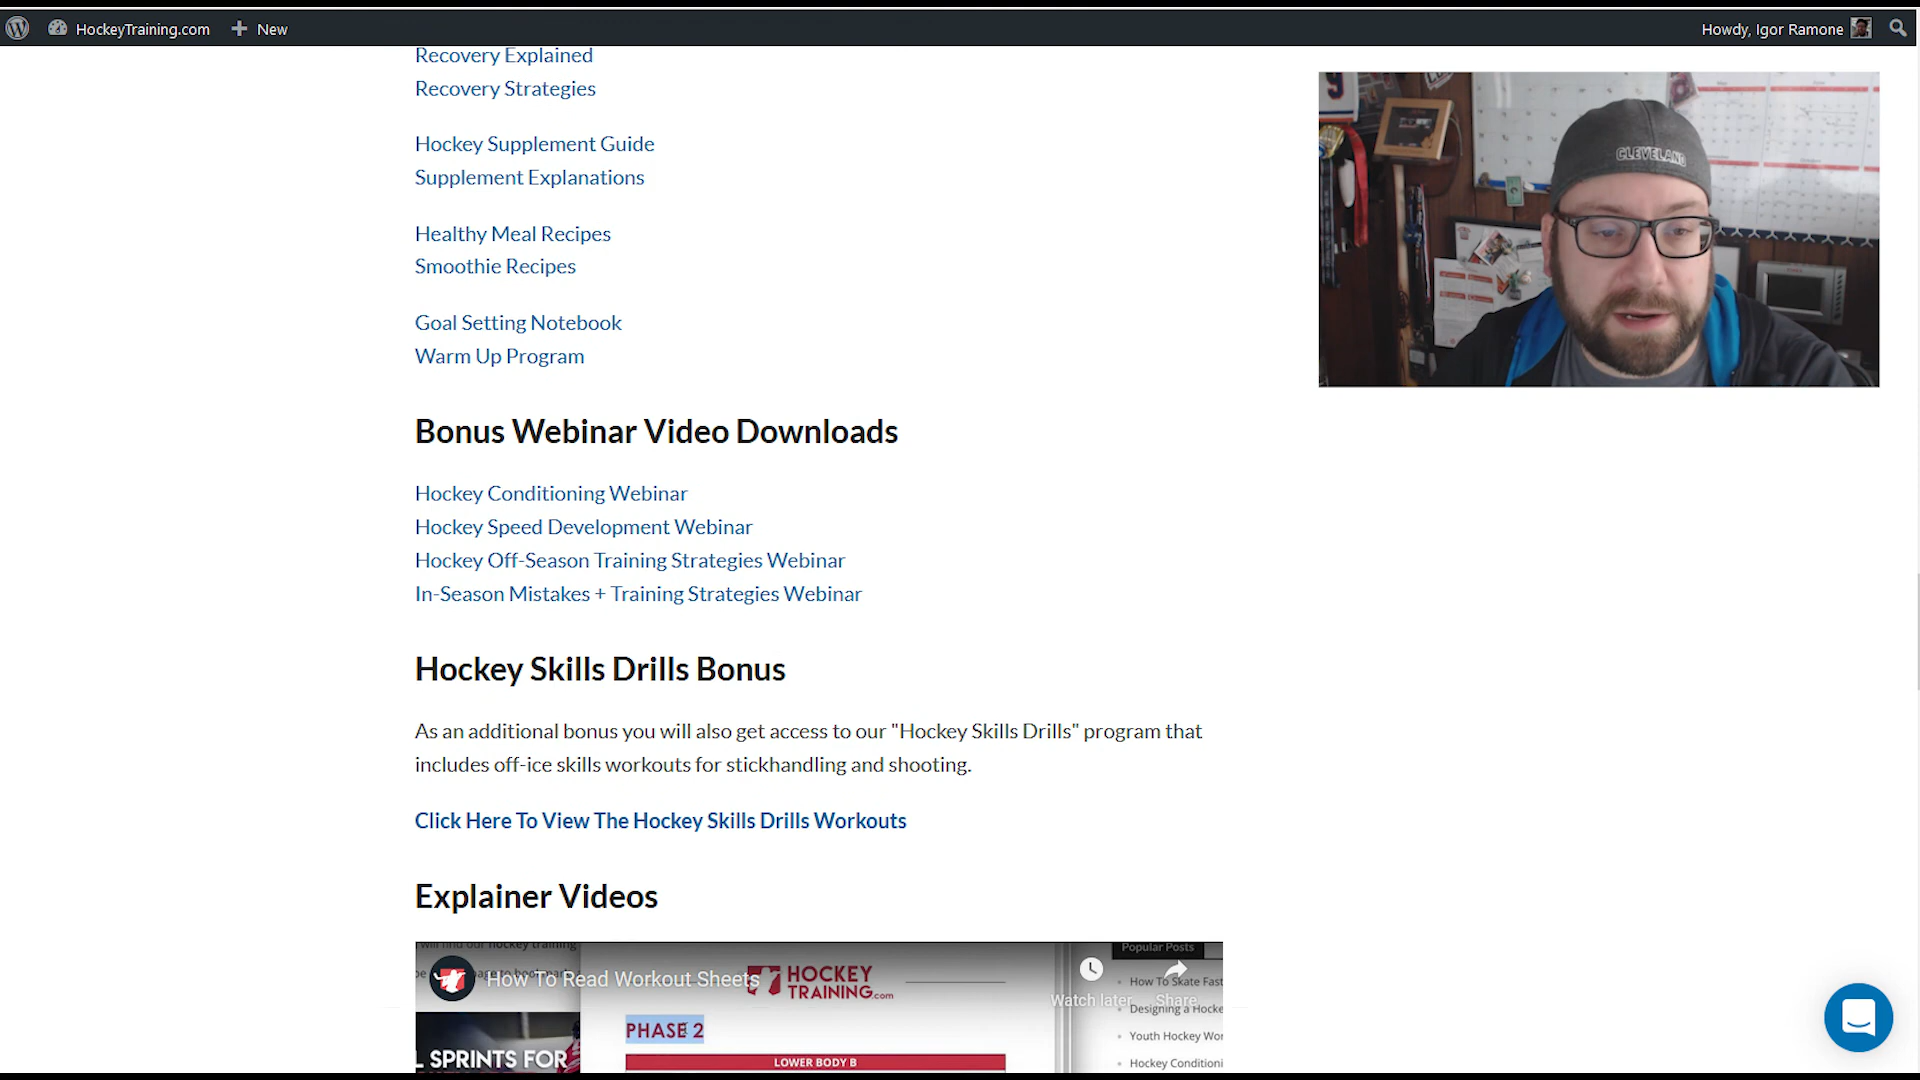 HockeyTraining.com
New
Howdy, Igor Ramone
Recovery Explained
Recovery Strategies
Hockey Supplement Guide
Supplement Explanations
Healthy Meal Recipes
Smoothie Recipes
Goal Setting Notebook
Warm Up Program
CLEVELAND
Bonus Webinar Video Downloads
Hockey Conditioning Webinar
Hockey Speed Development Webinar
Hockey Off-Season Training Strategies Webinar
In-Season Mistakes + Training Strategies Webinar
Hockey Skills Drills Bonus
As an additional bonus you will also get access to our "Hockey Skills Drills" program that
includes off-ice skills workouts for stickhandling and shooting.
Click Here To View The Hockey Skills Drills Workouts
Explainer Videos
How To Read Workout Sheets
HOCKEY
TRAINING.com
Watch later
Share
PHASE 2
LOWER BODY B
SPRINTS FOR
Popular Posts
How To Skate Fast
Designing a Hocke
Youth Hockey Wor
Hockey Conditioni